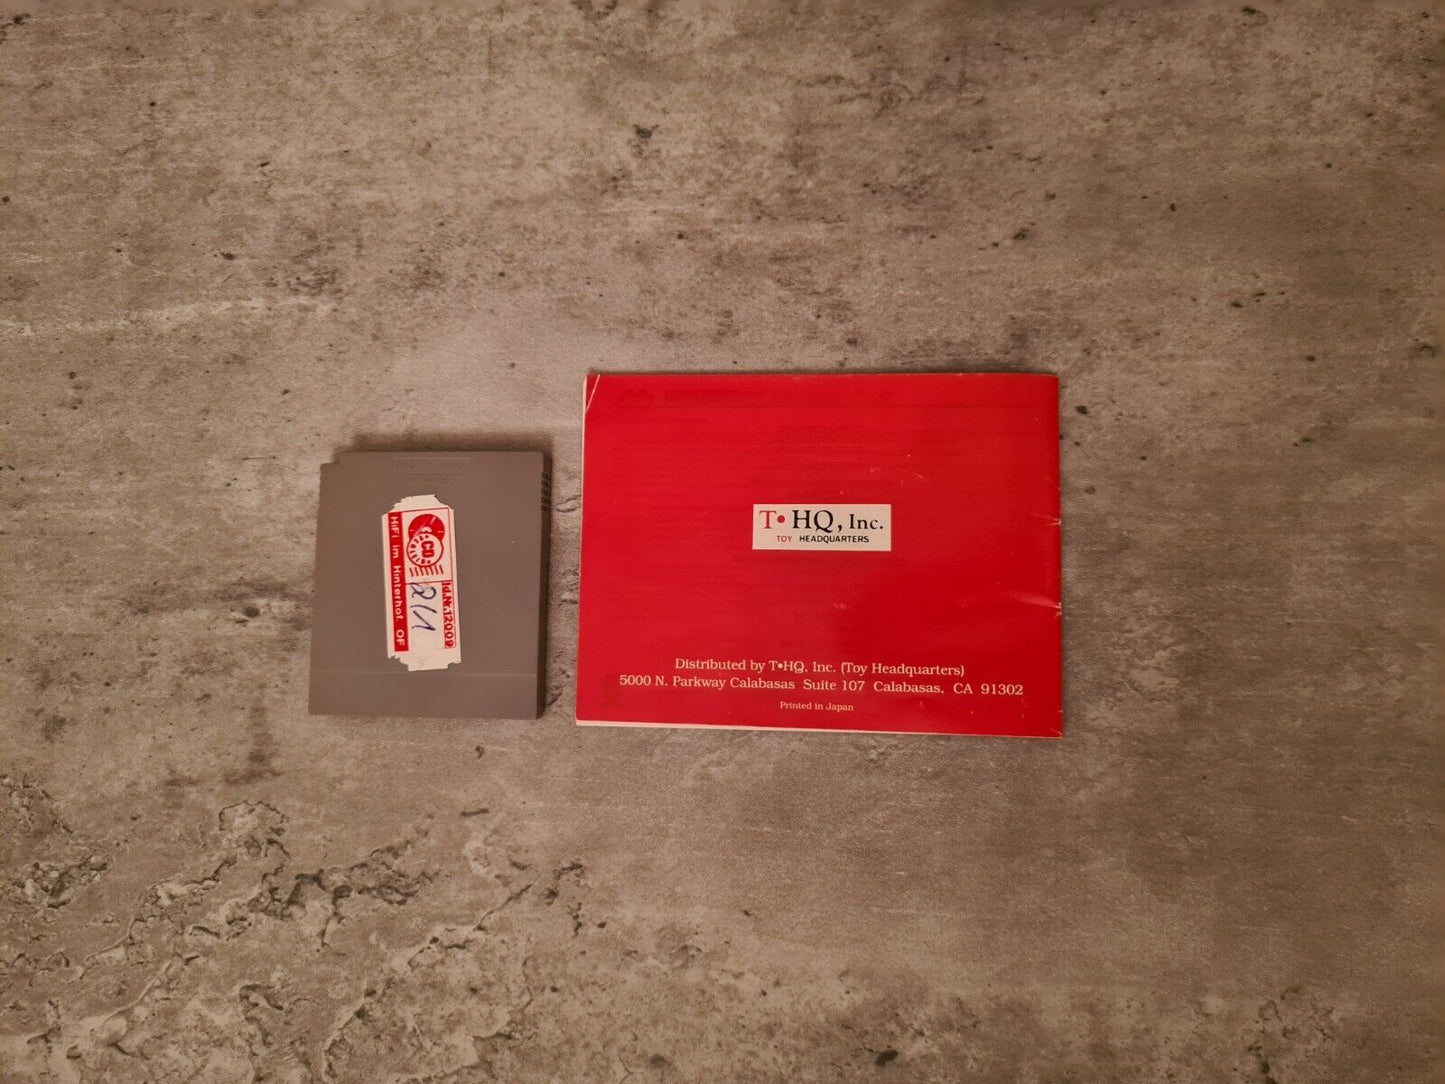 HiFi im Hinterhof. OF
CD
T•HQ, Inc.
TOY HEADQUARTERS
Distributed by T•HQ, Inc. (Toy Headquarters)
5000 N. Parkway Calabasas Suite 107 Calabasas, CA 91302
Printed in Japan